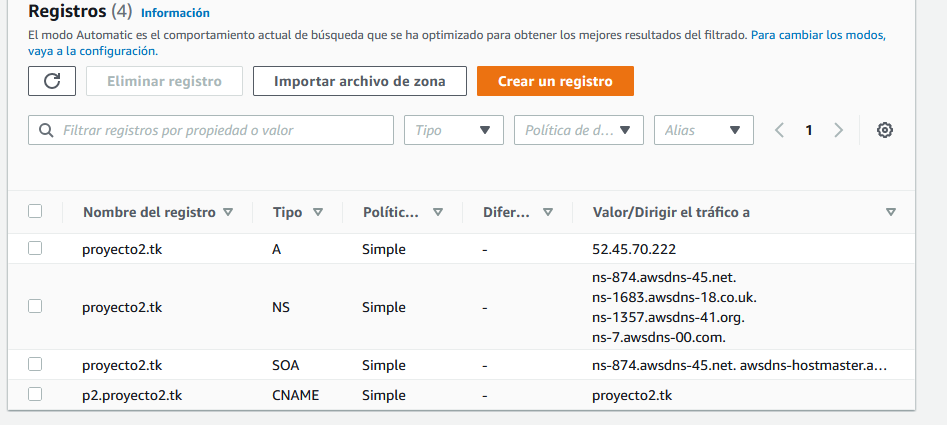 Registros (4) Información
El modo Automatic es el comportamiento actual de búsqueda que se ha optimizado para obtener los mejores resultados del filtrado. Para cambiar los modos,
vaya a la configuración.
Eliminar registro Importar archivo de zona Crear un registro
Filtrar registros por propiedad o valor Tipo Política de d... Alias 1
Nombre del registro Tipo Polític... Difer... Valor/Dirigir el tráfico a
proyecto2.tk A Simple - 52.45.70.222
proyecto2.tk NS Simple - ns-874.awsdns-45.net.
ns-1683.awsdns-18.co.uk.
ns-1357.awsdns-41.org.
ns-7.awsdns-00.com.
proyecto2.tk SOA Simple - ns-874.awsdns-45.net. awsdns-hostmaster.a...
p2.proyecto2.tk CNAME Simple - proyecto2.tk